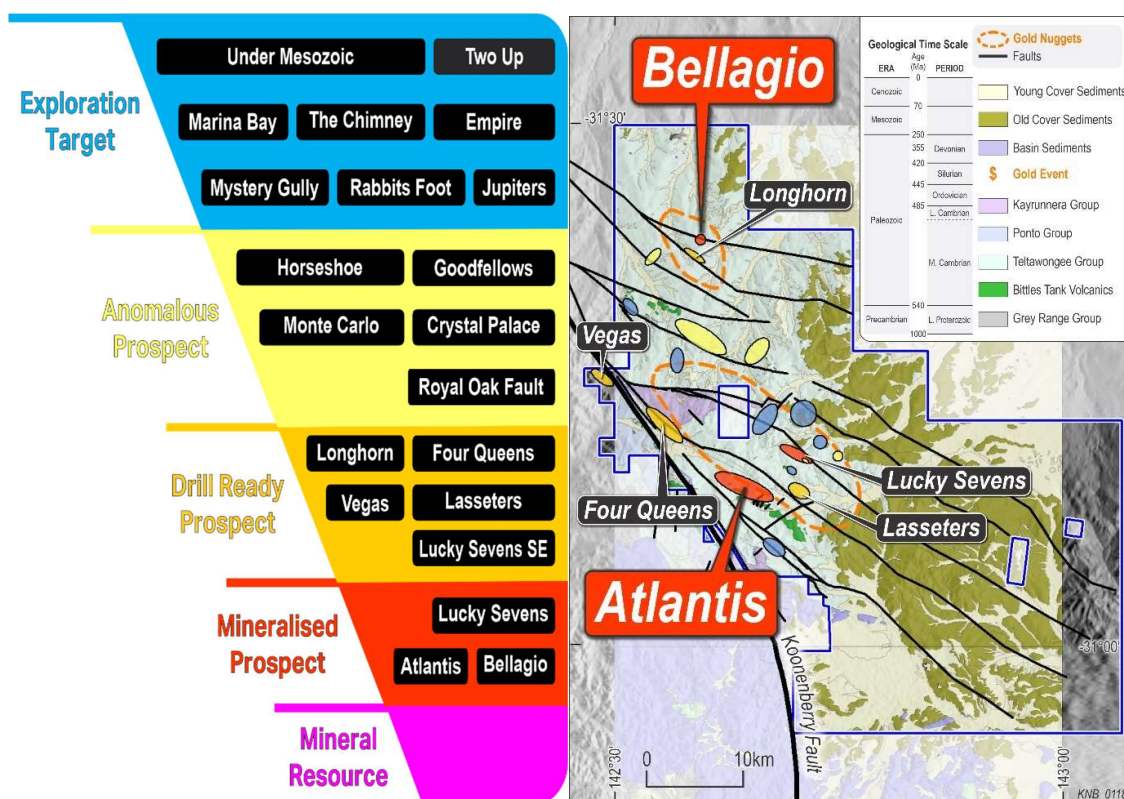 Exploration
Target
Under Mesozoic
Two Up
Marina Bay
The Chimney
Empire
Mystery Gully
Rabbits Foot
Jupiters
Anomalous
Prospect
Horseshoe
Goodfellows
Monte Carlo
Crystal Palace
Royal Oak Fault
Drill Ready
Prospect
Longhorn
Four Queens
Vegas
Lasseters
Lucky Sevens SE
Mineralised
Prospect
Lucky Sevens
Atlantis
Bellagio
Mineral
Resource
Bellagio
-31°30'
Longhorn
Vegas
Four Queens
Lucky Sevens
Lasseters
Atlantis
-31°00'
Koonenberry Fault
0 10km
142°30'
143°00'
KNB_0118
Geological Time Scale
ERA
Age
(Ma)
PERIOD
0
Cenozoic
70
Mesozoic
250
355
Devonian
420
Silurian
445
Ordovician
485
L. Cambrian
Paleozoic
M. Cambrian
540
Precambrian
L. Proterozoic
1000
Gold Nuggets
Faults
Young Cover Sediments
Old Cover Sediments
Basin Sediments
$ Gold Event
Kayrunnera Group
Ponto Group
Teltawongee Group
Bittles Tank Volcanics
Grey Range Group